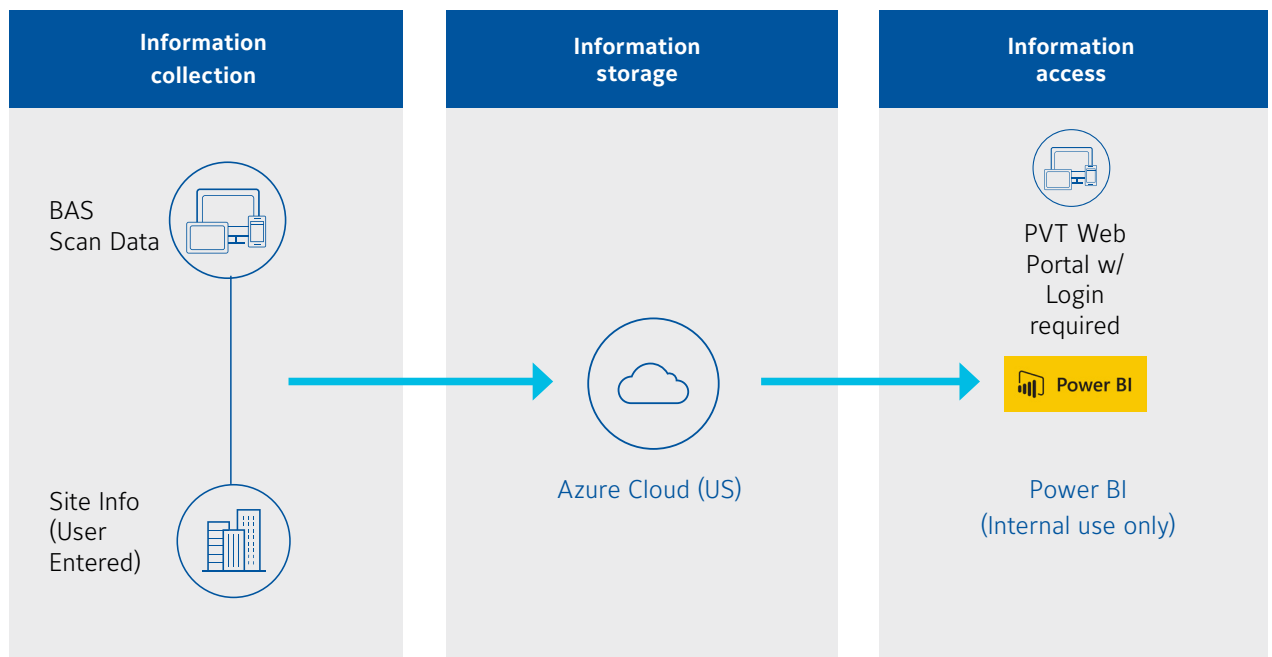 Information
collection
BAS
Scan Data
Site Info
(User
Entered)
Information
storage
Azure Cloud (US)
Information
access
PVT Web
Portal w/
Login
required
Power BI
Power BI
(Internal use only)